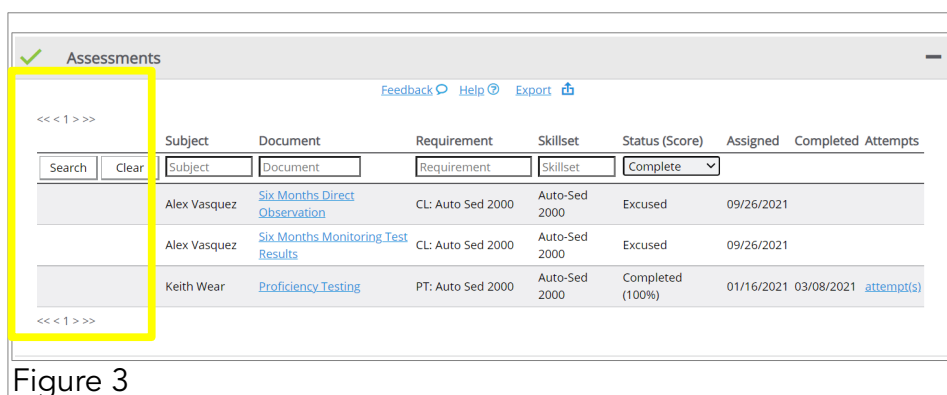 Assessments
Feedback Help Export
<< < 1 > >>
Subject Document Requirement Skillset Status (Score) Assigned Completed Attempts
Search Clear Subject Document Requirement Skillset Complete
Alex Vasquez Six Months Direct Observation CL: Auto Sed 2000 Auto-Sed 2000 Excused 09/26/2021
Alex Vasquez Six Months Monitoring Test Results CL: Auto Sed 2000 Auto-Sed 2000 Excused 09/26/2021
Keith Wear Proficiency Testing PT: Auto Sed 2000 Auto-Sed 2000 Completed (100%) 01/16/2021 03/08/2021 attempt(s)
<< < 1 > >>
Figure 3